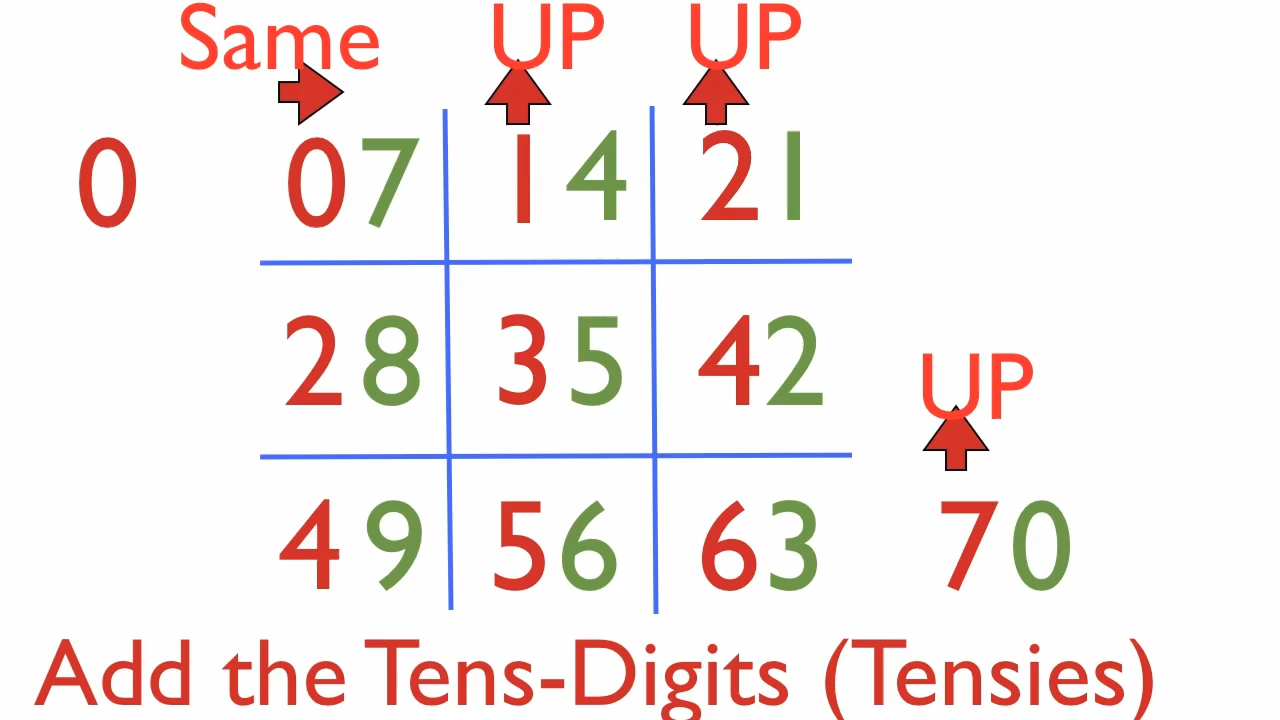 Same UP UP
0 07 14 21
28 35 42
UP
49 56 63 70
Add the Tens-Digits (Tensies)